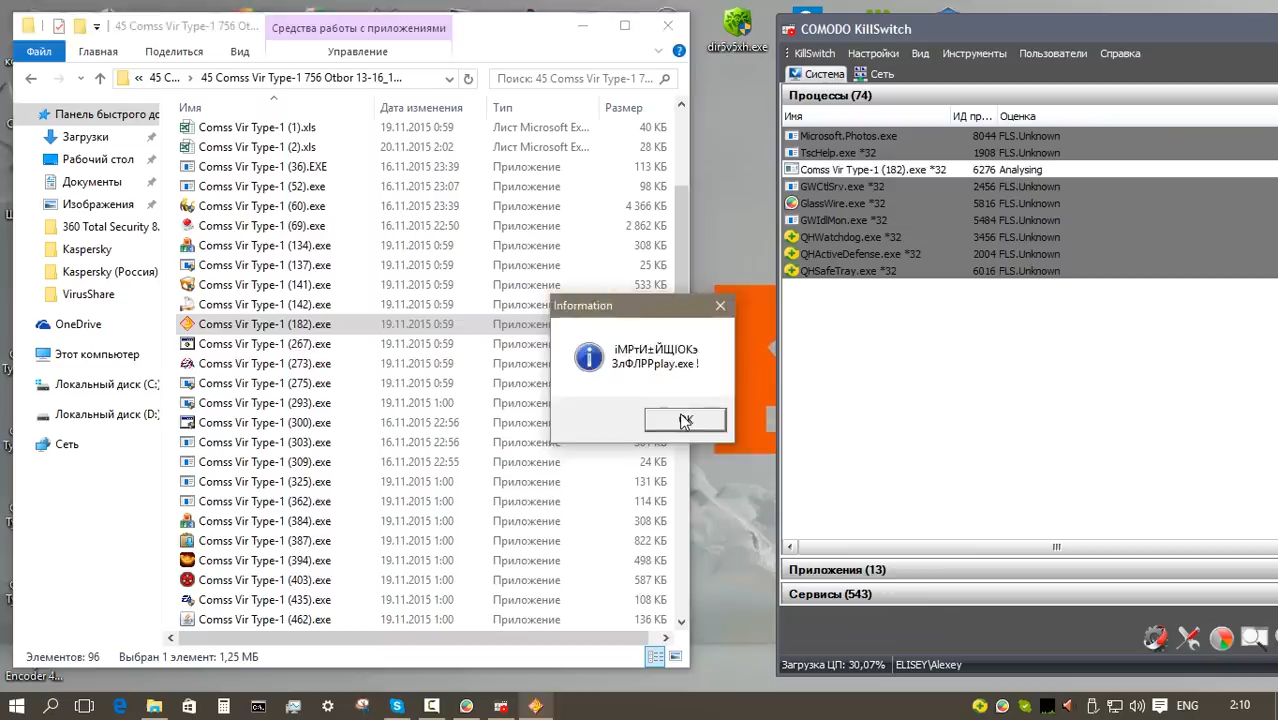 45 Comss Vir Type-1 756 Otbor 13-16_1...
Средства работы с приложениями
Файл
Главная
Поделиться
Вид
Управление
« 45 C... › 45 Comss Vir Type-1 756 Otbor 13-16_1...
Поиск: 45 Comss Vir Type-1 7...
Панель быстрого до
Загрузки
Рабочий стол
Документы
Изображения
360 Total Security 8.
Kaspersky
Kaspersky (Россия)
VirusShare
OneDrive
Этот компьютер
Локальный диск (C:
Локальный диск (D:)
Сеть
Имя Дата изменения Тип Размер
Comss Vir Type-1 (1).xls 19.11.2015 0:59 Лист Microsoft Ex... 40 КБ
Comss Vir Type-1 (2).xls 20.11.2015 2:02 Лист Microsoft Ex... 28 КБ
Comss Vir Type-1 (36).EXE 16.11.2015 23:39 Приложение 113 КБ
Comss Vir Type-1 (52).exe 16.11.2015 23:07 Приложение 98 КБ
Comss Vir Type-1 (60).exe 16.11.2015 23:39 Приложение 4 366 КБ
Comss Vir Type-1 (69).exe 16.11.2015 22:50 Приложение 2 862 КБ
Comss Vir Type-1 (134).exe 19.11.2015 0:59 Приложение 308 КБ
Comss Vir Type-1 (137).exe 19.11.2015 0:59 Приложение 25 КБ
Comss Vir Type-1 (141).exe 19.11.2015 0:59 Приложение 533 КБ
Comss Vir Type-1 (142).exe 19.11.2015 0:59 Приложен
Comss Vir Type-1 (182).exe 19.11.2015 0:59 Приложен
Comss Vir Type-1 (267).exe 19.11.2015 0:59 Приложен
Comss Vir Type-1 (273).exe 19.11.2015 0:59 Приложен
Comss Vir Type-1 (275).exe 19.11.2015 0:59 Приложен
Comss Vir Type-1 (293).exe 19.11.2015 1:00 Приложен
Comss Vir Type-1 (300).exe 16.11.2015 22:56 Приложен
Comss Vir Type-1 (303).exe 16.11.2015 22:56 Приложение КБ
Comss Vir Type-1 (309).exe 16.11.2015 22:55 Приложение 24 КБ
Comss Vir Type-1 (325).exe 19.11.2015 1:00 Приложение 131 КБ
Comss Vir Type-1 (362).exe 19.11.2015 1:00 Приложение 114 КБ
Comss Vir Type-1 (384).exe 19.11.2015 1:00 Приложение 308 КБ
Comss Vir Type-1 (387).exe 19.11.2015 1:00 Приложение 822 КБ
Comss Vir Type-1 (394).exe 19.11.2015 1:00 Приложение 498 КБ
Comss Vir Type-1 (403).exe 19.11.2015 1:00 Приложение 587 КБ
Comss Vir Type-1 (435).exe 19.11.2015 1:00 Приложение 108 КБ
Comss Vir Type-1 (462).exe 19.11.2015 1:00 Приложение 136 КБ
Элементов: 96 Выбран 1 элемент: 1,25 МБ
Information
іМРтИ±ЙЩІОКэ
ЗлФЛРРplay.exe !
dir5v5xh.exe
COMODO KillSwitch
KillSwitch Настройки Вид Инструменты Пользователи Справка
Система Сеть
Процессы (74)
Имя ИД пр... Оценка
Microsoft.Photos.exe 8044 FLS.Unknown
TscHelp.exe *32 1908 FLS.Unknown
Comss Vir Type-1 (182).exe *32 6276 Analysing
GWCtlSrv.exe *32 2456 FLS.Unknown
GlassWire.exe *32 5816 FLS.Unknown
GWIdlMon.exe *32 5484 FLS.Unknown
QHWatchdog.exe *32 3456 FLS.Unknown
QHActiveDefense.exe *32 2004 FLS.Unknown
QHSafeTray.exe *32 6016 FLS.Unknown
Приложения (13)
Сервисы (543)
Загрузка ЦП: 30,07% ELISEY\Alexey
Encoder 4...
ENG 2:10